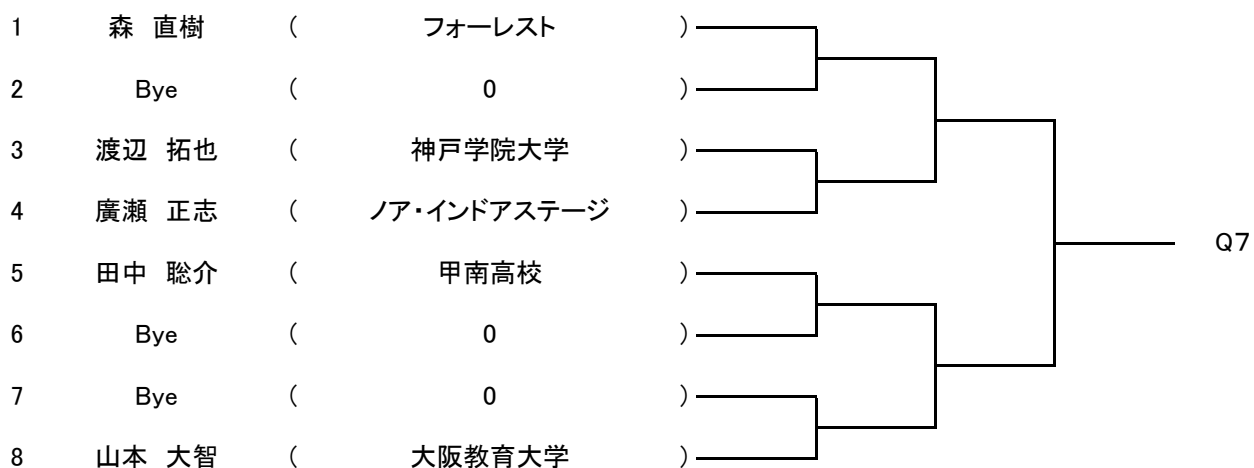 1 森 直樹 ( フォーレスト )
2 Bye ( 0 )
3 渡辺 拓也 ( 神戸学院大学 )
4 廣瀬 正志 ( ノア・インドアステージ )
Q7
5 田中 聡介 ( 甲南高校 )
6 Bye ( 0 )
7 Bye ( 0 )
8 山本 大智 ( 大阪教育大学 )